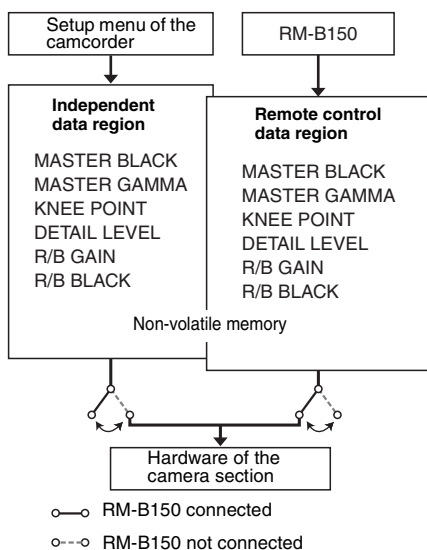 Setup menu of the
camcorder
RM-B150
Independent
data region
MASTER BLACK
MASTER GAMMA
KNEE POINT
DETAIL LEVEL
R/B GAIN
R/B BLACK
Remote control
data region
MASTER BLACK
MASTER GAMMA
KNEE POINT
DETAIL LEVEL
R/B GAIN
R/B BLACK
Non-volatile memory
Hardware of the
camera section
RM-B150 connected
RM-B150 not connected